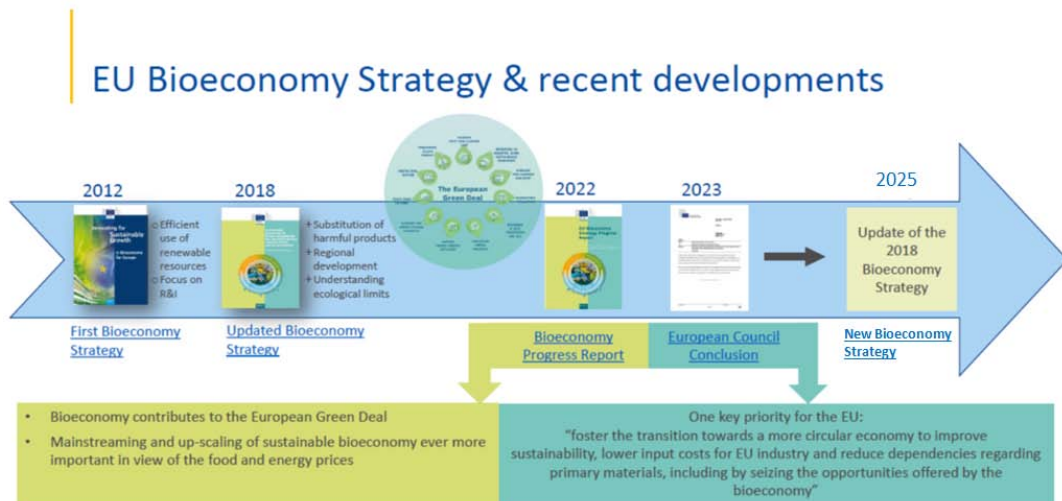 EU Bioeconomy Strategy & recent developments
2012
2018
2022
2023
2025
The European
Green Deal
Sustainable
Growth
Efficient
use of
renewable
resources
Focus on
R&I
Substitution of
harmful products
Regional
development
Understanding
ecological limits
Update of the
2018
Bioeconomy
Strategy
First Bioeconomy
Strategy
Updated Bioeconomy
Strategy
Bioeconomy
Progress Report
European Council
Conclusion
New Bioeconomy
Strategy
• Bioeconomy contributes to the European Green Deal
• Mainstreaming and up-scaling of sustainable bioeconomy ever more
important in view of the food and energy prices
One key priority for the EU:
“foster the transition towards a more circular economy to improve
sustainability, lower input costs for EU industry and reduce dependencies regarding
primary materials, including by seizing the opportunities offered by the
bioeconomy”